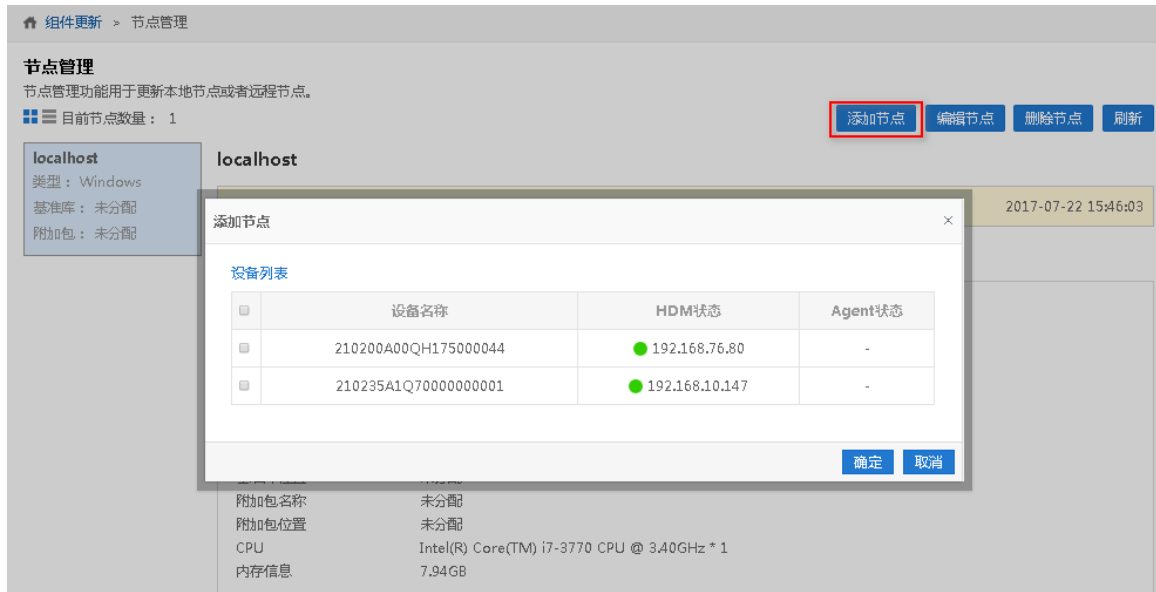 组件更新 > 节点管理
节点管理
节点管理功能用于更新本地节点或者远程节点。
目前节点数量： 1
添加节点 编辑节点 删除节点 刷新
localhost
类型： Windows
基准库： 未分配
附加包： 未分配
localhost
2017-07-22 15:46:03
添加节点 ×
设备列表
设备名称 HDM状态 Agent状态
210200A00QH175000044 192.168.76.80 -
210235A1Q70000000001 192.168.10.147 -
确定 取消
附加包名称 未分配
附加包位置 未分配
CPU Intel(R) Core(TM) i7-3770 CPU @ 3.40GHz * 1
内存信息 7.94GB